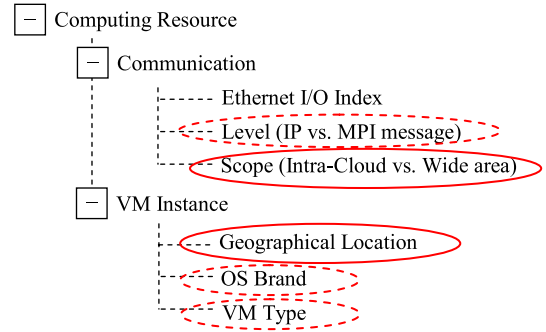 Computing Resource
Communication
Ethernet I/O Index
Level (IP vs. MPI message)
Scope (Intra-Cloud vs. Wide area)
VM Instance
Geographical Location
OS Brand
VM Type